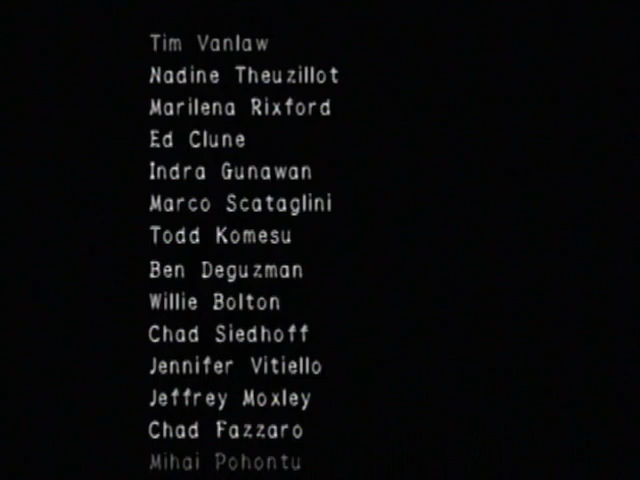 Tim Vanlaw
Nadine Theuzillot
Marilena Rixford
Ed Clune
Indra Gunawan
Marco Scataglini
Todd Komesu
Ben Deguzman
Willie Bolton
Chad Siedhoff
Jennifer Vitiello
Jeffrey Moxley
Chad Fazzaro
Mihai Pohontu